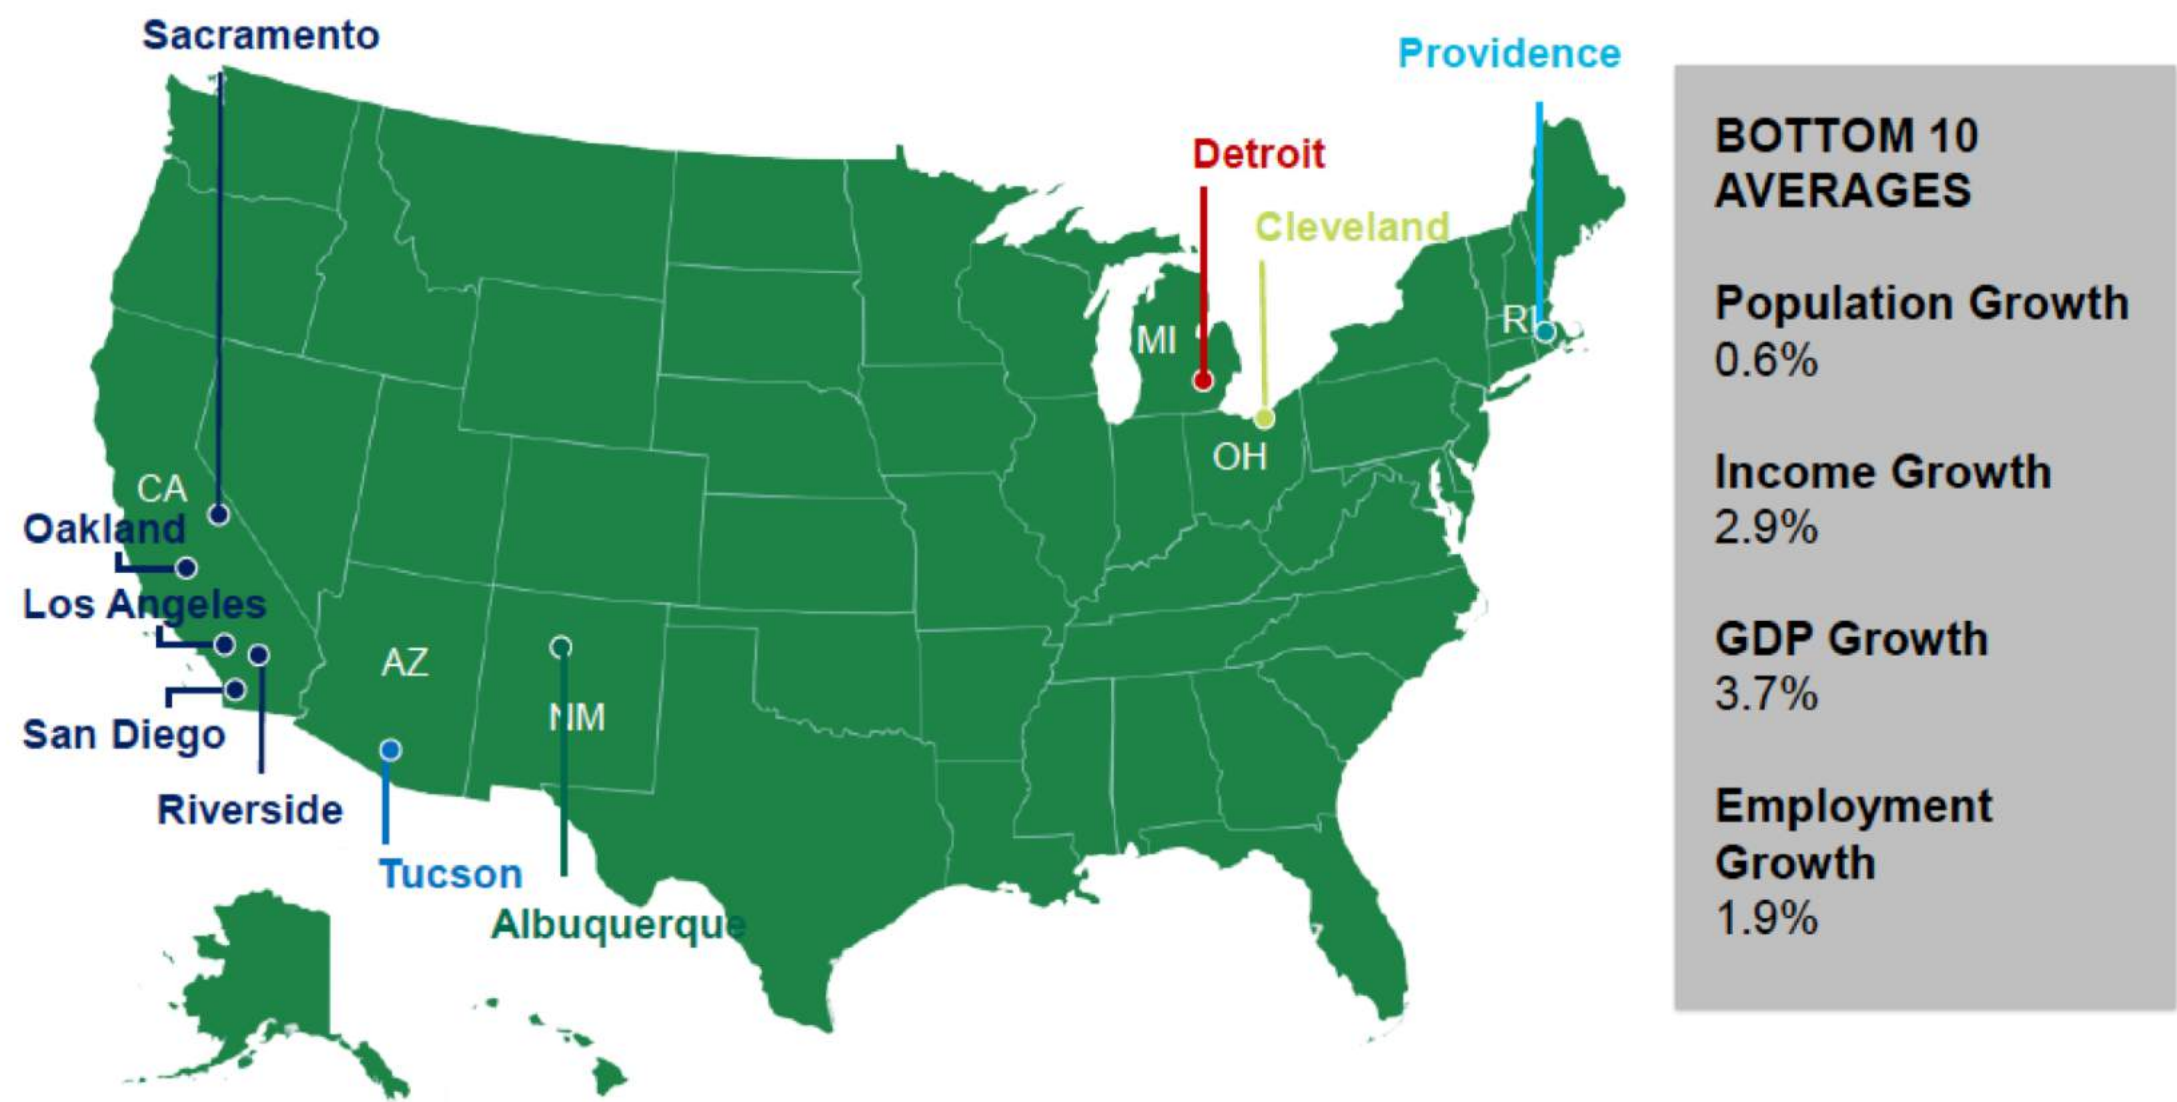 Sacramento
Providence
Detroit
Cleveland
RI
MI
OH
CA
Oakland
Los Angeles
AZ
NM
San Diego
Riverside
Tucson
Albuquerque
BOTTOM 10
AVERAGES
Population Growth
0.6%
Income Growth
2.9%
GDP Growth
3.7%
Employment
Growth
1.9%